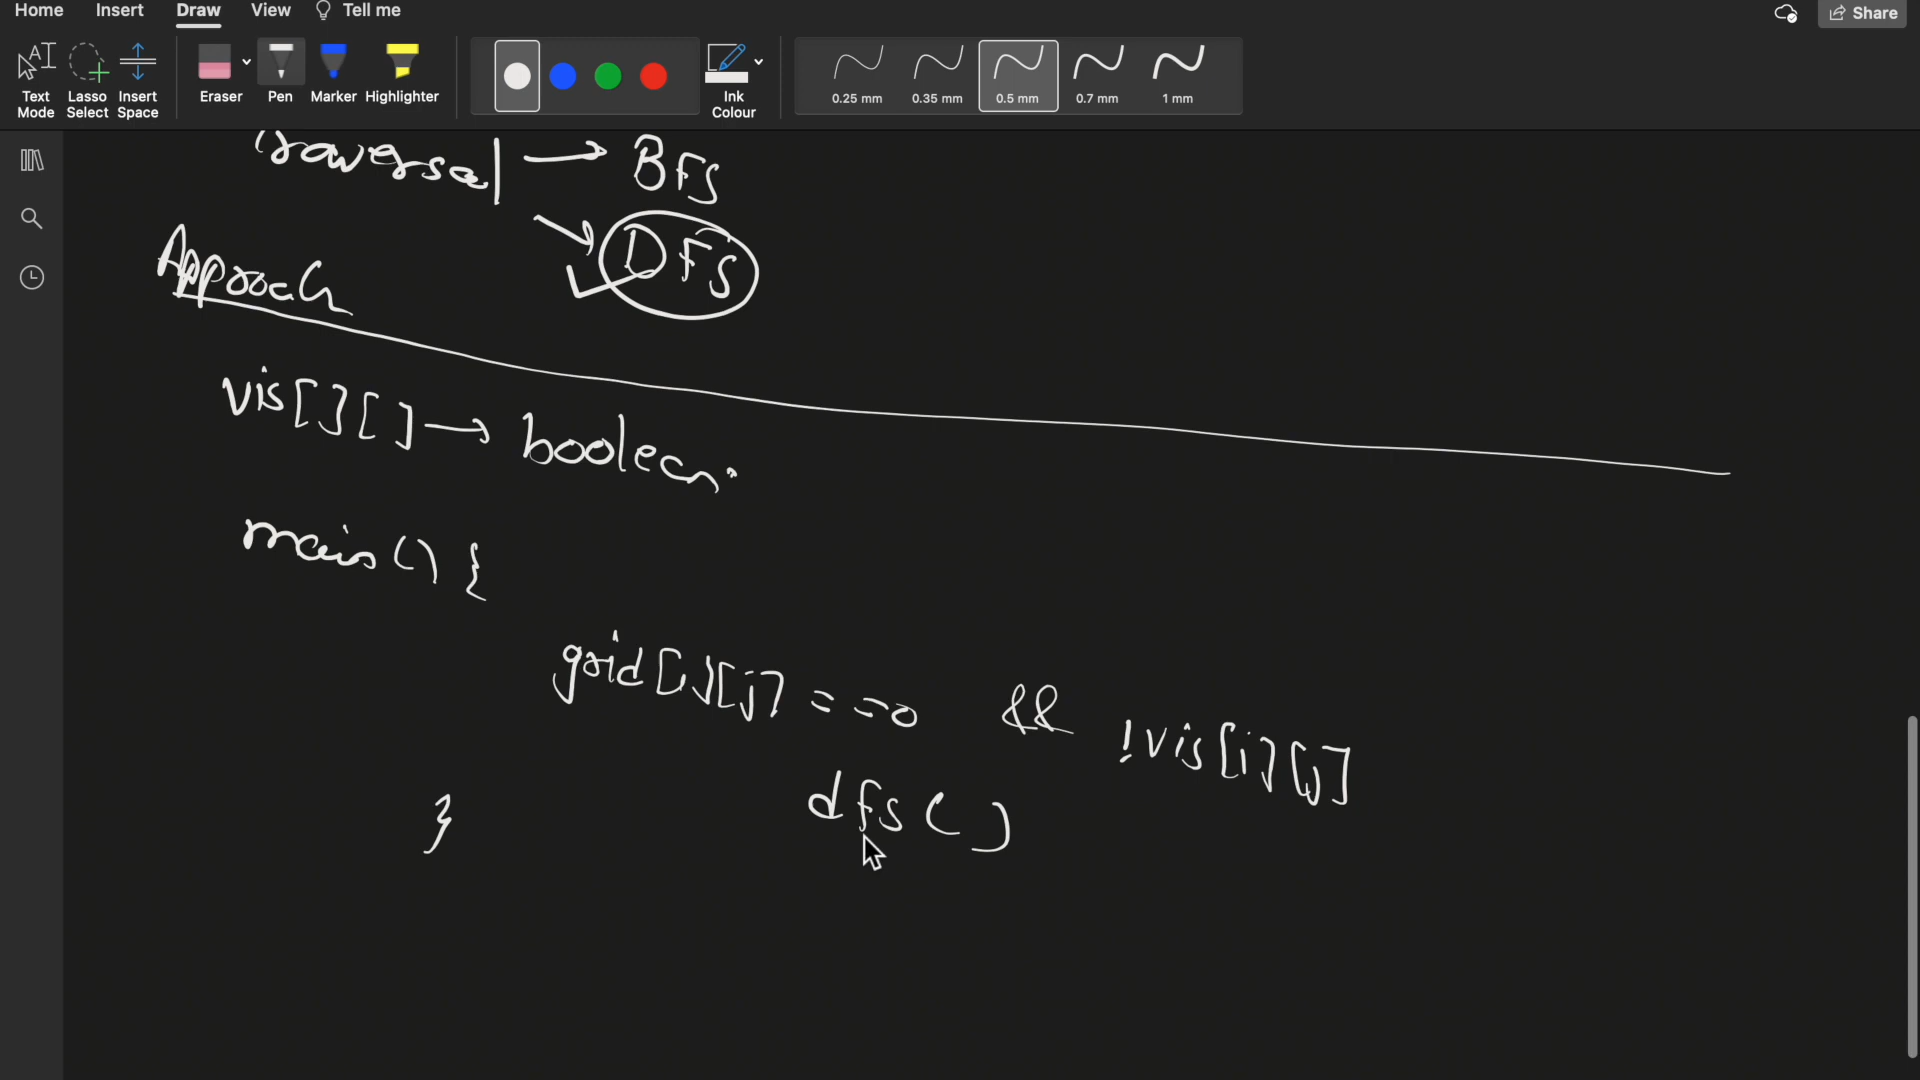 Home Insert Draw View Tell me Share
Text Mode
Lasso Select
Insert Space
Eraser
Pen
Marker
Highlighter
Ink Colour
0.25 mm
0.35 mm
0.5 mm
0.7 mm
1 mm
Traversal → BFS
DFS
Approach
vis[][] → boolean
main() {
grid[i][j] == 0 && !vis[i][j]
dfs()
}